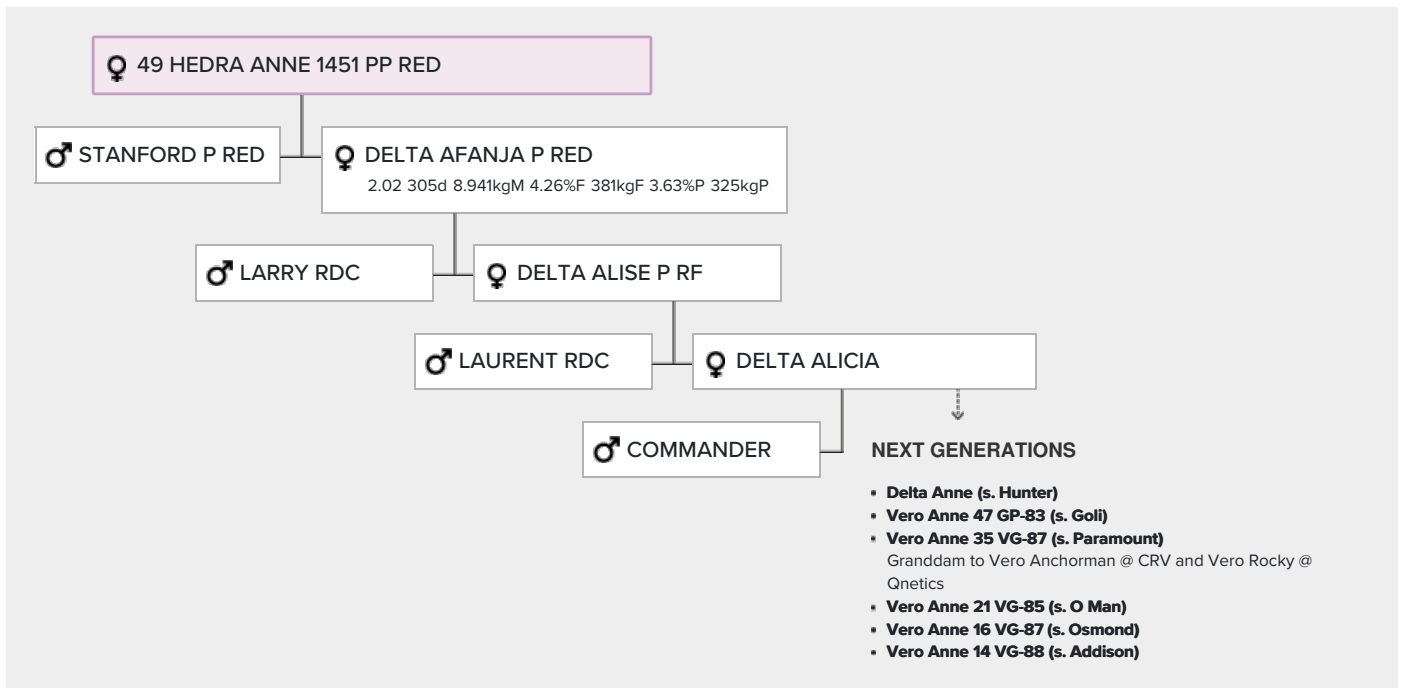 49 HEDRA ANNE 1451 PP RED
STANFORD P RED
DELTA AFANJA P RED
2.02 305d 8.941kgM 4.26%F 381kgF 3.63%P 325kgP
LARRY RDC
DELTA ALISE P RF
LAURENT RDC
DELTA ALICIA
COMMANDER
NEXT GENERATIONS
Delta Anne (s. Hunter)
Vero Anne 47 GP-83 (s. Goli)
Vero Anne 35 VG-87 (s. Paramount)
Granddam to Vero Anchorman @ CRV and Vero Rocky @
Qnetics
Vero Anne 21 VG-85 (s. O Man)
Vero Anne 16 VG-87 (s. Osmond)
Vero Anne 14 VG-88 (s. Addison)